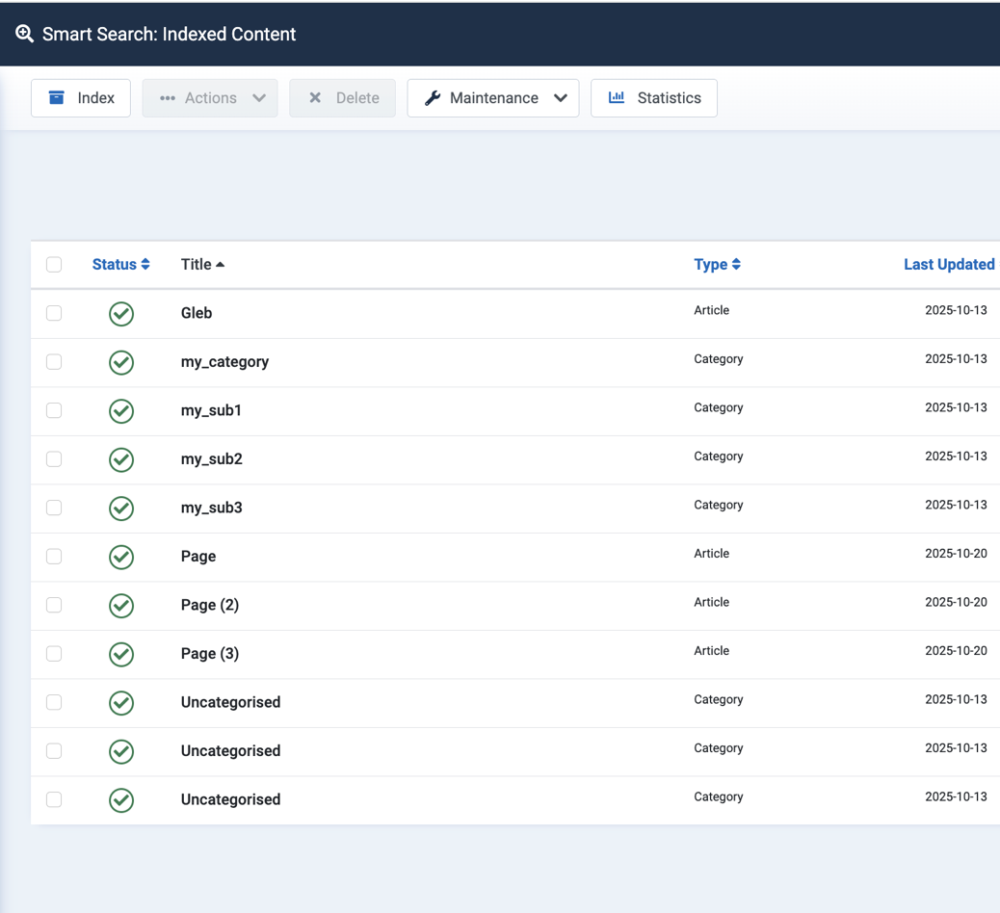 Smart Search: Indexed Content
Index Actions Delete Maintenance Statistics
Status Title Type Last Updated
Gleb Article 2025-10-13
my_category Category 2025-10-13
my_sub1 Category 2025-10-13
my_sub2 Category 2025-10-13
my_sub3 Category 2025-10-13
Page Article 2025-10-20
Page (2) Article 2025-10-20
Page (3) Article 2025-10-20
Uncategorised Category 2025-10-13
Uncategorised Category 2025-10-13
Uncategorised Category 2025-10-13